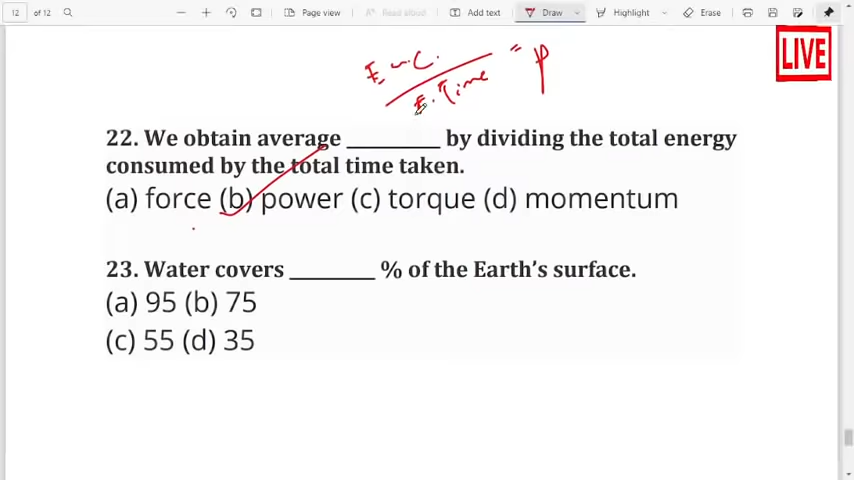 12 of 12 Page view Read aloud Add text Draw Highlight Erase
LIVE
E C.
Time = P
22. We obtain average ________ by dividing the total energy
consumed by the total time taken.
(a) force (b) power (c) torque (d) momentum
23. Water covers ________ % of the Earth’s surface.
(a) 95 (b) 75
(c) 55 (d) 35